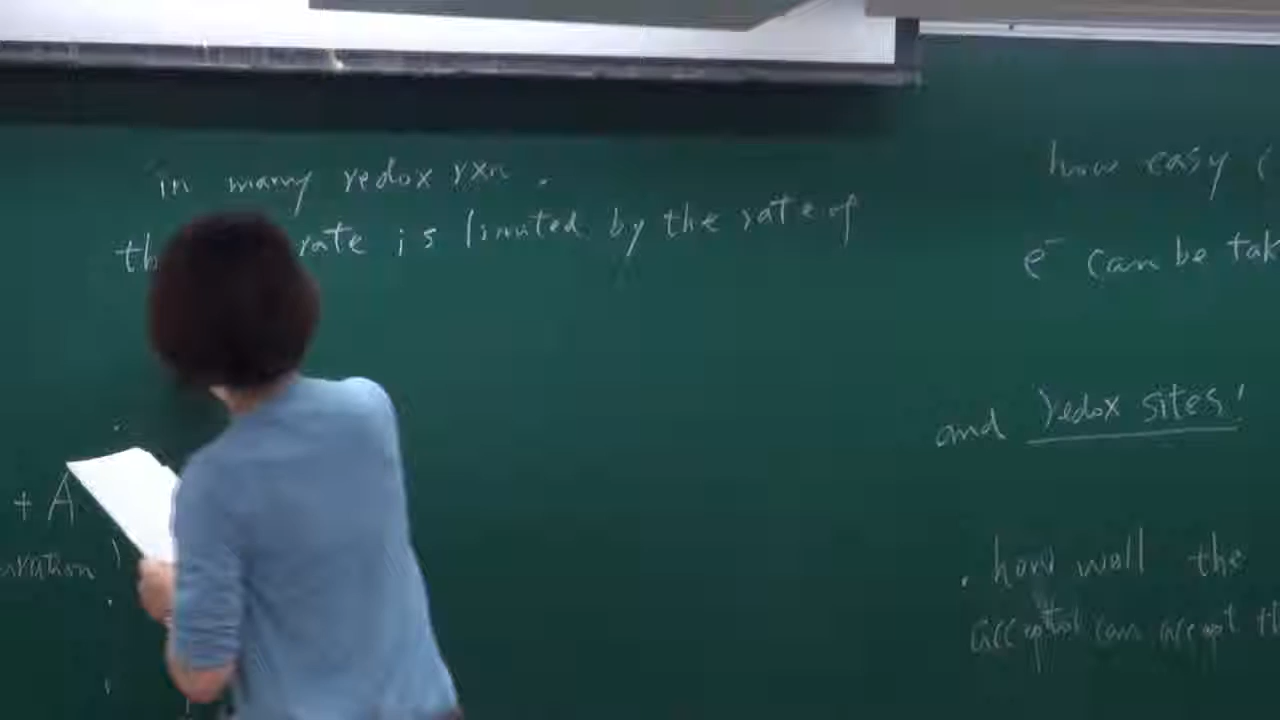 in many redox rxn.
th rate is limited by the rate of
+ A
how easy (
e⁻ can be tak
and redox sites'
. how well the
acceptor can accept th